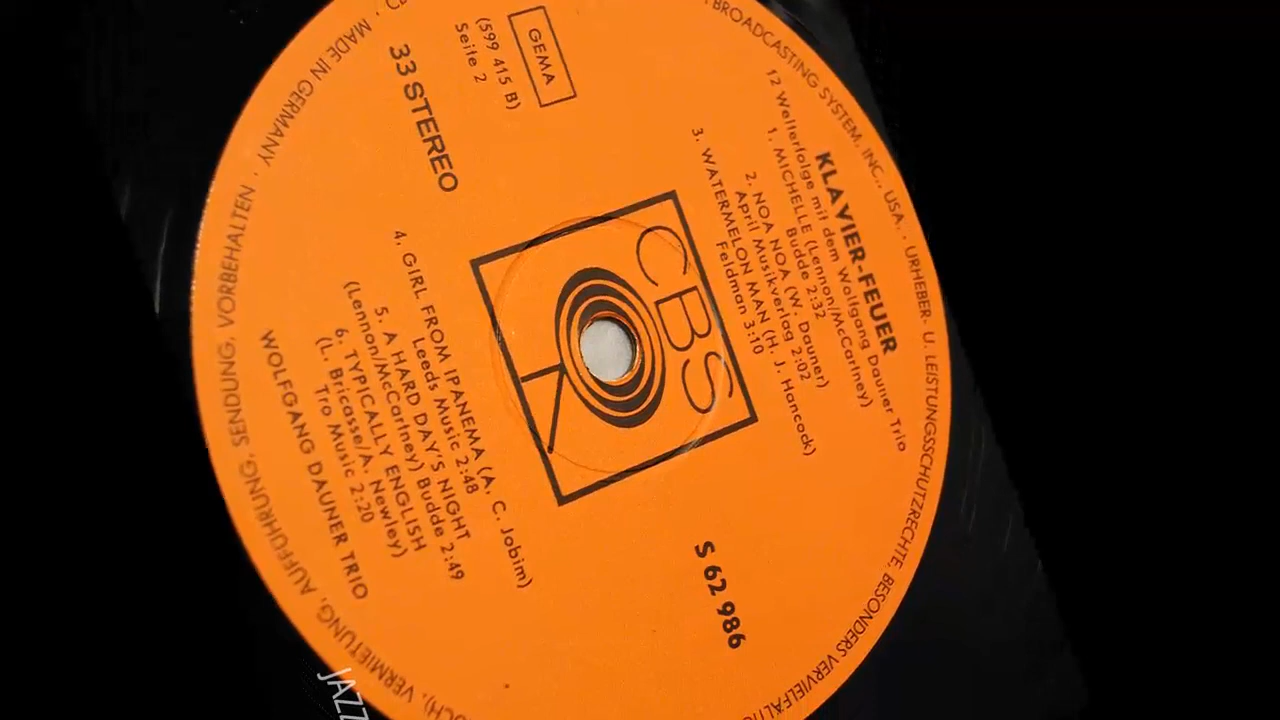 BROADCASTING SYSTEM, INC., USA. · URHEBER- U. LEISTUNGSSCHUTZRECHTE, BESONDERS
VERMIETUNG, AUFFÜHRUNG, SENDUNG, VORBEHALTEN · MADE IN GERMANY ·
KLAVIER-FEUER
12 Welterfolge mit dem Wolfgang Dauner Trio
1. MICHELLE (Lennon/McCartney)
Budde 2:32
2. NOA NOA (W. Dauner)
April Musikverlag 2:02
3. WATERMELON MAN (H. J. Hancock)
Feldman 3:10
CBS
GEMA
(599 415 B)
Seite 2
33 STEREO
S 62 986
4. GIRL FROM IPANEMA (A. C. Jobim)
Leeds Music 2:48
5. A HARD DAY'S NIGHT
(Lennon/McCartney) Budde 2:49
6. TYPICALLY ENGLISH
(L. Bricasse/A. Newley)
Tro Music 2:20
WOLFGANG DAUNER TRIO
JAZZ